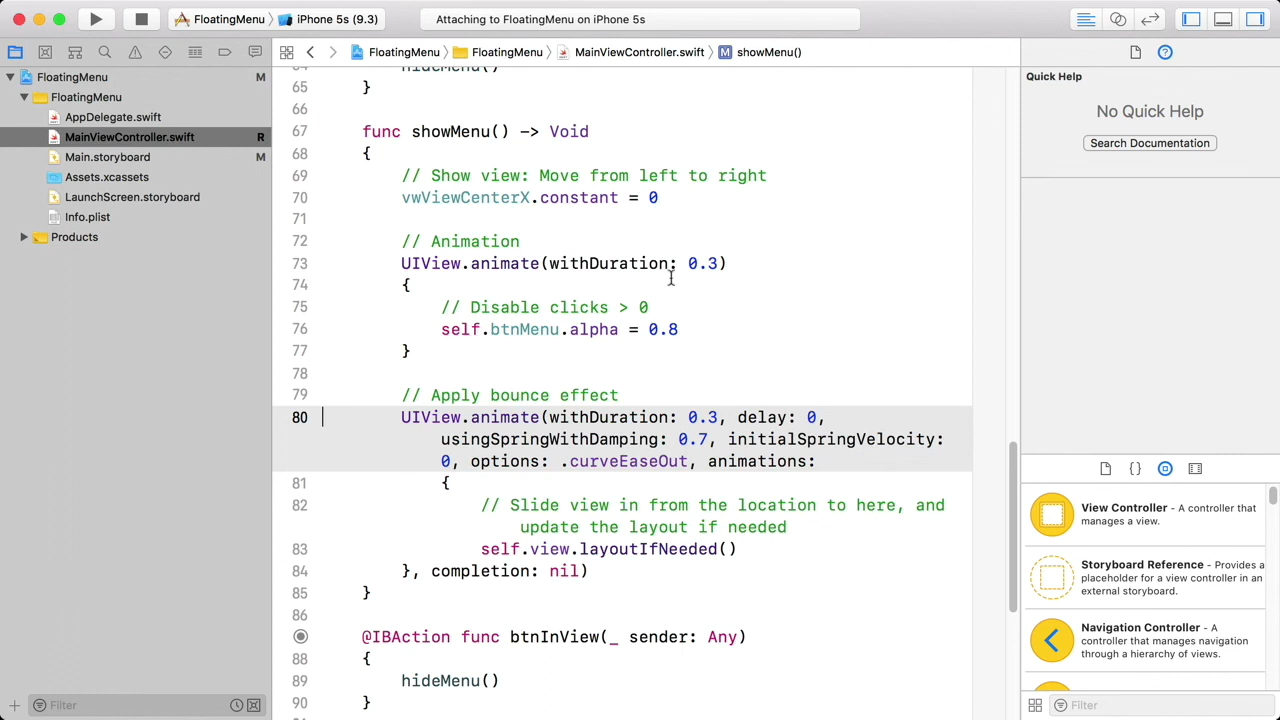 FloatingMenu iPhone 5s (9.3)
Attaching to FloatingMenu on iPhone 5s
FloatingMenu FloatingMenu MainViewController.swift M showMenu()
FloatingMenu M
FloatingMenu
AppDelegate.swift
MainViewController.swift R
Main.storyboard M
Assets.xcassets
LaunchScreen.storyboard
Info.plist
Products
Filter
64 hideMenu()
65 }
66
67 func showMenu() -> Void
68 {
69 // Show view: Move from left to right
70 vwViewCenterX.constant = 0
71
72 // Animation
73 UIView.animate(withDuration: 0.3)
74 {
75 // Disable clicks > 0
76 self.btnMenu.alpha = 0.8
77 }
78
79 // Apply bounce effect
80 UIView.animate(withDuration: 0.3, delay: 0,
usingSpringWithDamping: 0.7, initialSpringVelocity:
0, options: .curveEaseOut, animations:
81 {
82 // Slide view in from the location to here, and
update the layout if needed
83 self.view.layoutIfNeeded()
84 }, completion: nil)
85 }
86
@IBAction func btnInView(_ sender: Any)
88 {
89 hideMenu()
90 }
Quick Help
No Quick Help
Search Documentation
{}
View Controller - A controller that
manages a view.
Storyboard Reference - Provides a
placeholder for a view controller in an
external storyboard.
Navigation Controller - A
controller that manages navigation
through a hierarchy of views.
Filter